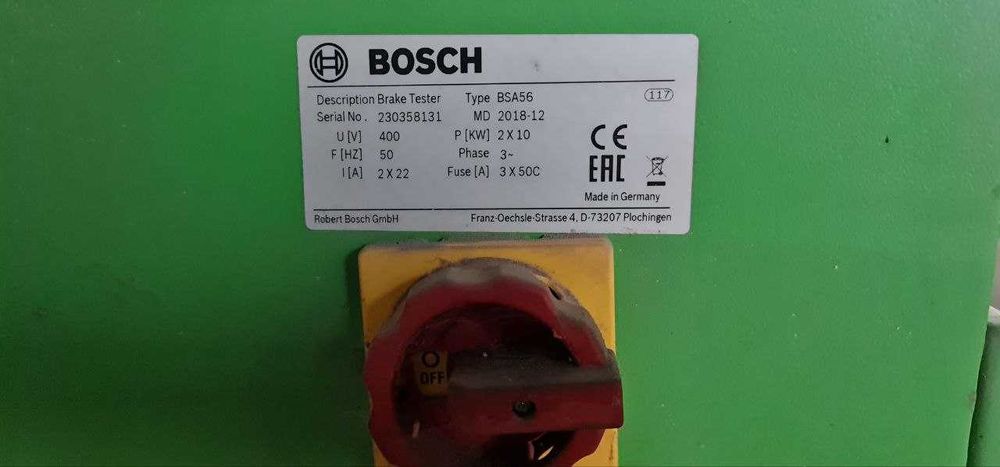 BOSCH
Description Brake Tester Type BSA56 117
Serial No. 230358131 MD 2018-12
U [V] 400 P [KW] 2 X 10
F [HZ] 50 Phase 3~
I [A] 2 X 22 Fuse [A] 3 X 50C
CE
EAC
Made in Germany
Robert Bosch GmbH Franz-Oechsle-Strasse 4, D-73207 Plochingen
O
OFF